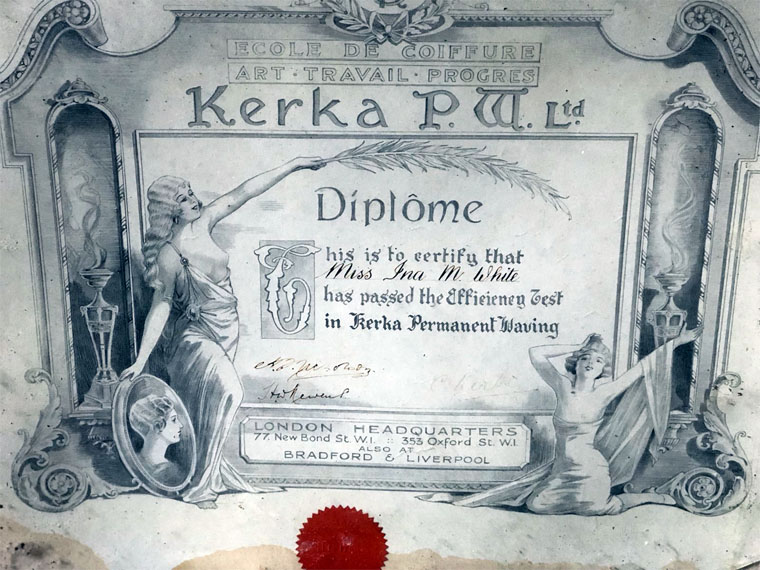 ECOLE DE COIFFURE
ART · TRAVAIL · PROGRES
Kerka P.W. Ltd.
Diplôme
This is to certify that
Miss Ina M White
has passed the Efficiency Test
in Kerka Permanent Waving
LONDON HEADQUARTERS
77, New Bond St. W.1. :: 353 Oxford St. W.1.
ALSO AT
BRADFORD & LIVERPOOL